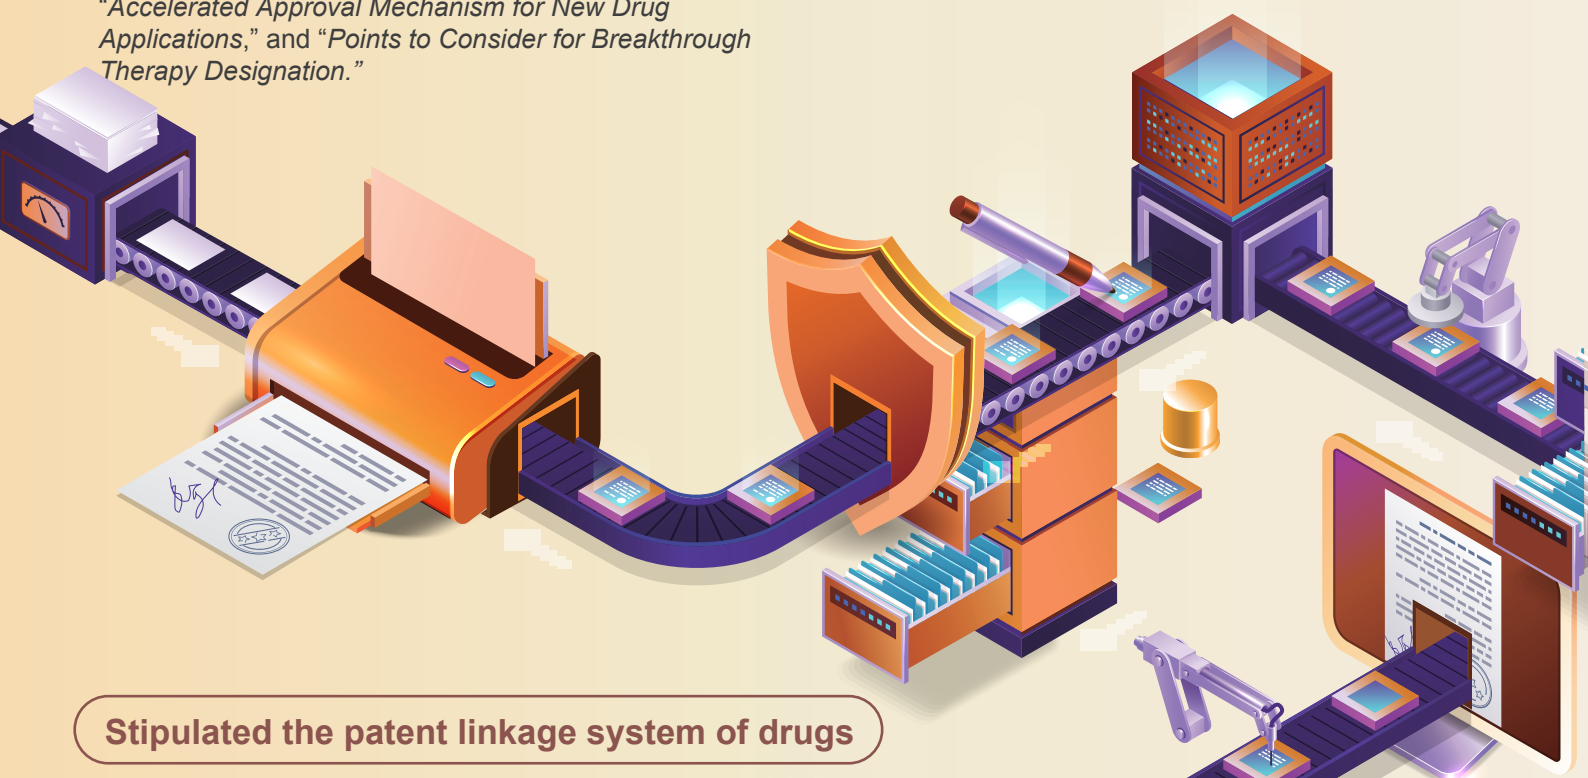 “Accelerated Approval Mechanism for New Drug
Applications,” and “Points to Consider for Breakthrough
Therapy Designation.”
Stipulated the patent linkage system of drugs